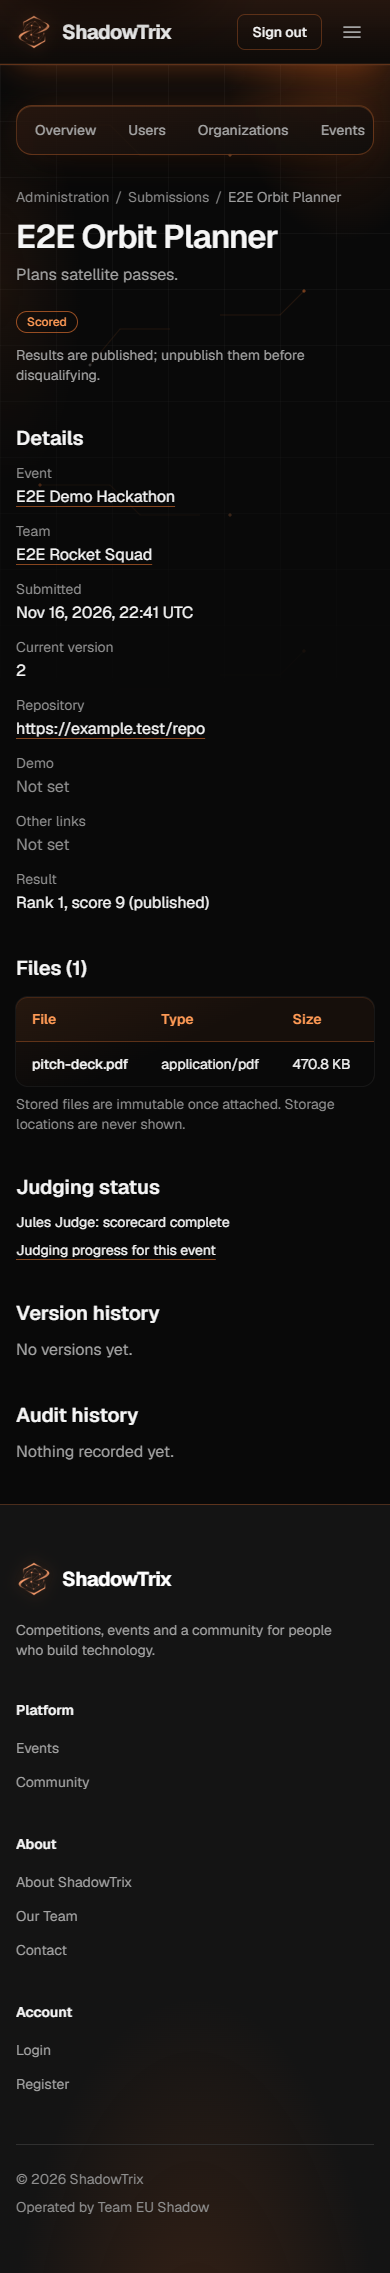 ShadowTrix
Sign out
Overview Users Organizations Events
Administration / Submissions / E2E Orbit Planner
E2E Orbit Planner
Plans satellite passes.
Scored
Results are published; unpublish them before
disqualifying.
Details
Event
E2E Demo Hackathon
Team
E2E Rocket Squad
Submitted
Nov 16, 2026, 22:41 UTC
Current version
2
Repository
https://example.test/repo
Demo
Not set
Other links
Not set
Result
Rank 1, score 9 (published)
Files (1)
File Type Size
pitch-deck.pdf application/pdf 470.8 KB
Stored files are immutable once attached. Storage
locations are never shown.
Judging status
Jules Judge: scorecard complete
Judging progress for this event
Version history
No versions yet.
Audit history
Nothing recorded yet.
ShadowTrix
Competitions, events and a community for people
who build technology.
Platform
Events
Community
About
About ShadowTrix
Our Team
Contact
Account
Login
Register
© 2026 ShadowTrix
Operated by Team EU Shadow